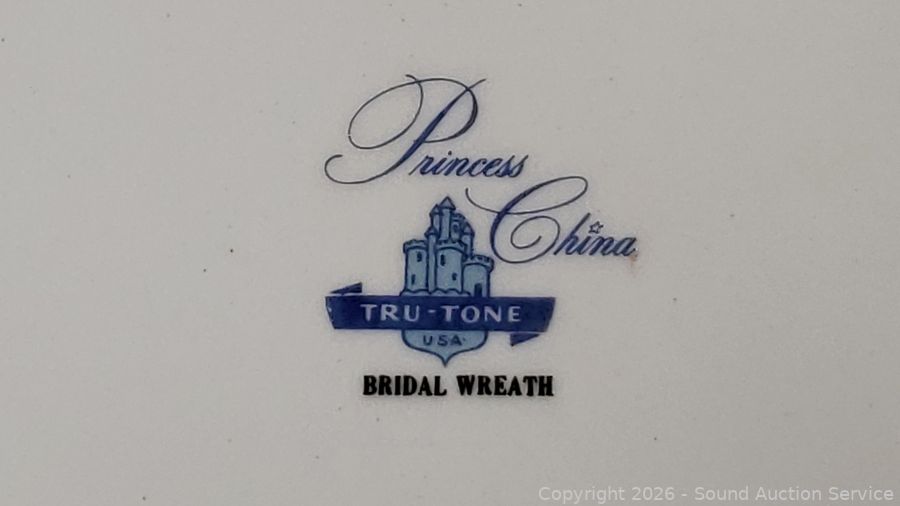 Princess
China
TRU-TONE
USA
BRIDAL WREATH
Copyright 2026 - Sound Auction Service